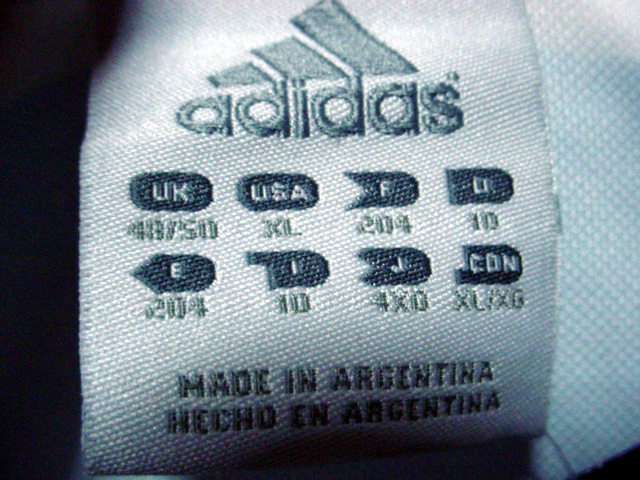 adidas
UK USA F D
48/50 XL 204 10
E I J CON
204 10 4XO XL/XG
MADE IN ARGENTINA
HECHO EN ARGENTINA